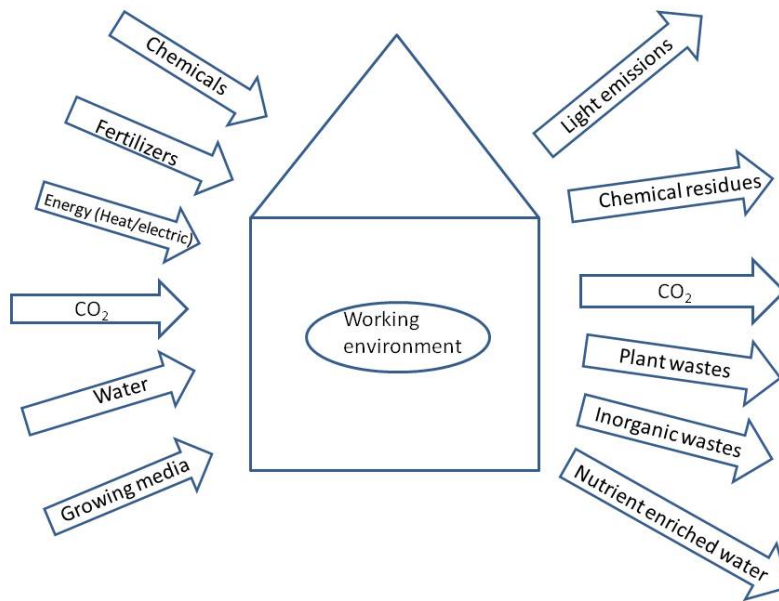 Chemicals
Fertilizers
Energy (Heat/electric)
CO₂
Water
Growing media
Working
environment
Light emissions
Chemical residues
CO₂
Plant wastes
Inorganic wastes
Nutrient enriched water